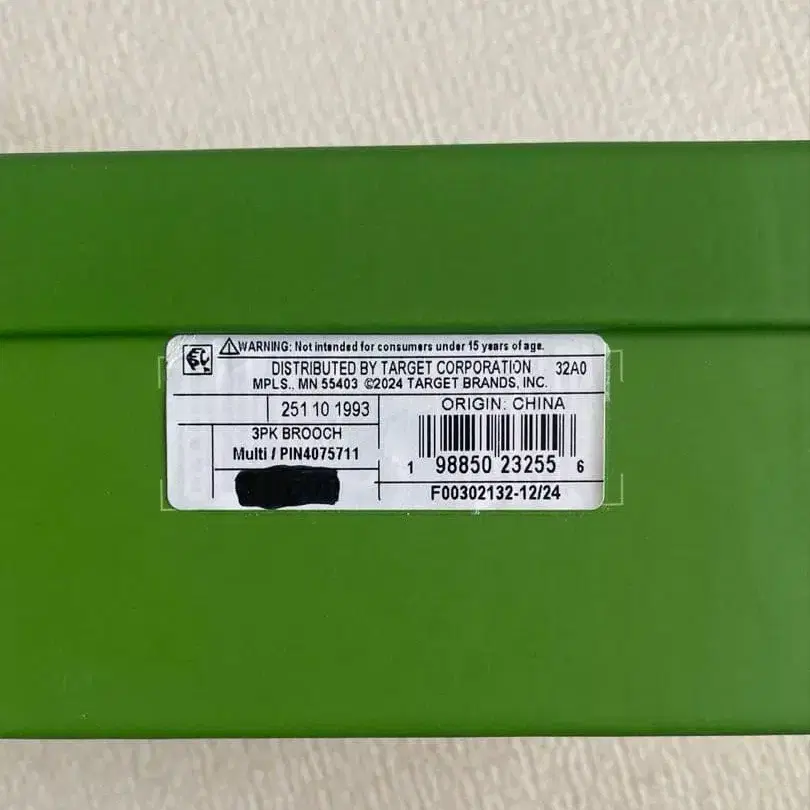 ⚠WARNING: Not intended for consumers under 15 years of age.
DISTRIBUTED BY TARGET CORPORATION 32A0
MPLS., MN 55403 ©2024 TARGET BRANDS, INC.
251 10 1993
ORIGIN: CHINA
3PK BROOCH
Multi / PIN4075711
1 98850 23255 6
F00302132-12/24